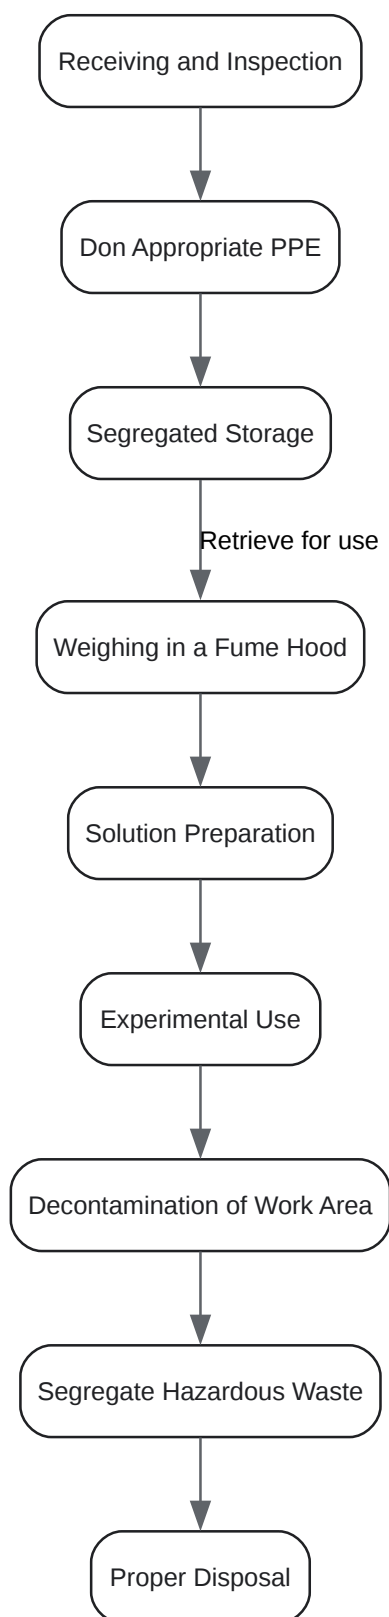 Receiving and Inspection
Don Appropriate PPE
Segregated Storage
Retrieve for use
Weighing in a Fume Hood
Solution Preparation
Experimental Use
Decontamination of Work Area
Segregate Hazardous Waste
Proper Disposal